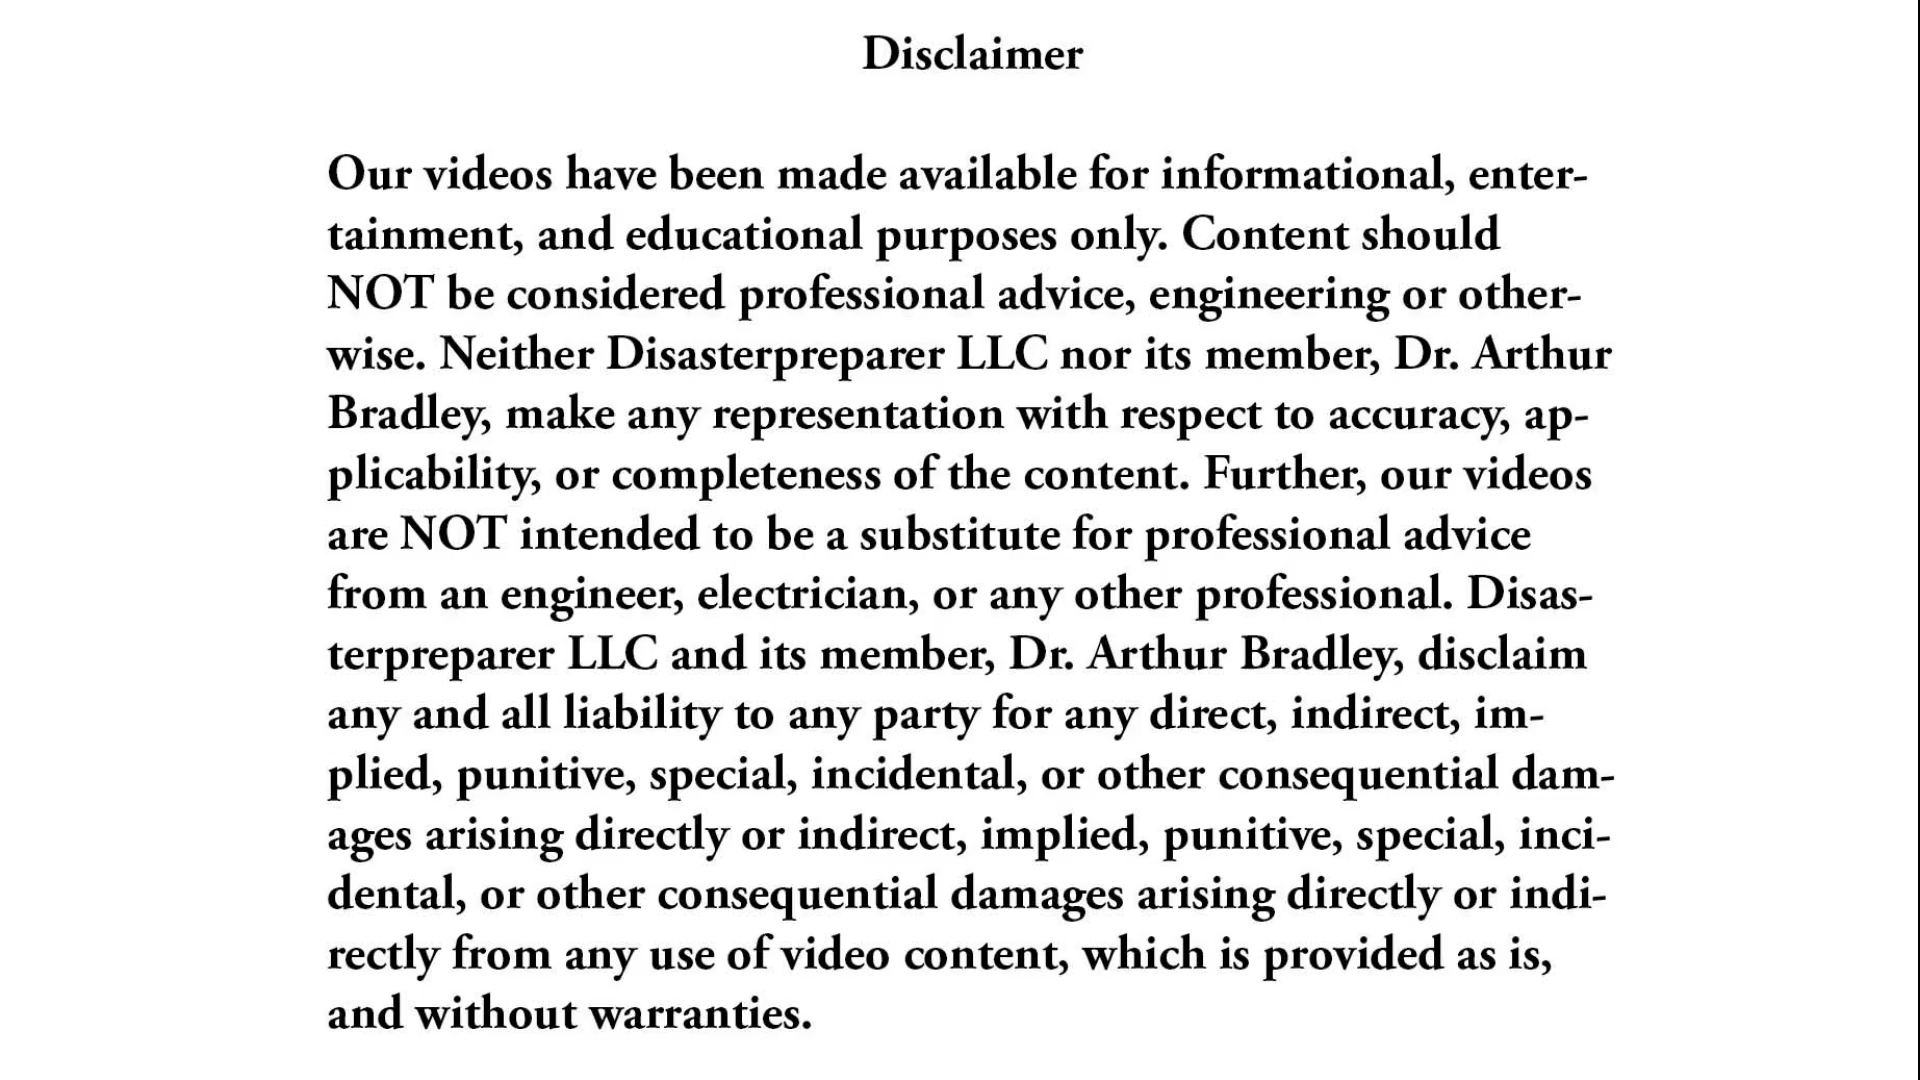 Disclaimer
Our videos have been made available for informational, enter-
tainment, and educational purposes only. Content should
NOT be considered professional advice, engineering or other-
wise. Neither Disasterpreparer LLC nor its member, Dr. Arthur
Bradley, make any representation with respect to accuracy, ap-
plicability, or completeness of the content. Further, our videos
are NOT intended to be a substitute for professional advice
from an engineer, electrician, or any other professional. Disas-
terpreparer LLC and its member, Dr. Arthur Bradley, disclaim
any and all liability to any party for any direct, indirect, im-
plied, punitive, special, incidental, or other consequential dam-
ages arising directly or indirect, implied, punitive, special, inci-
dental, or other consequential damages arising directly or indi-
rectly from any use of video content, which is provided as is,
and without warranties.